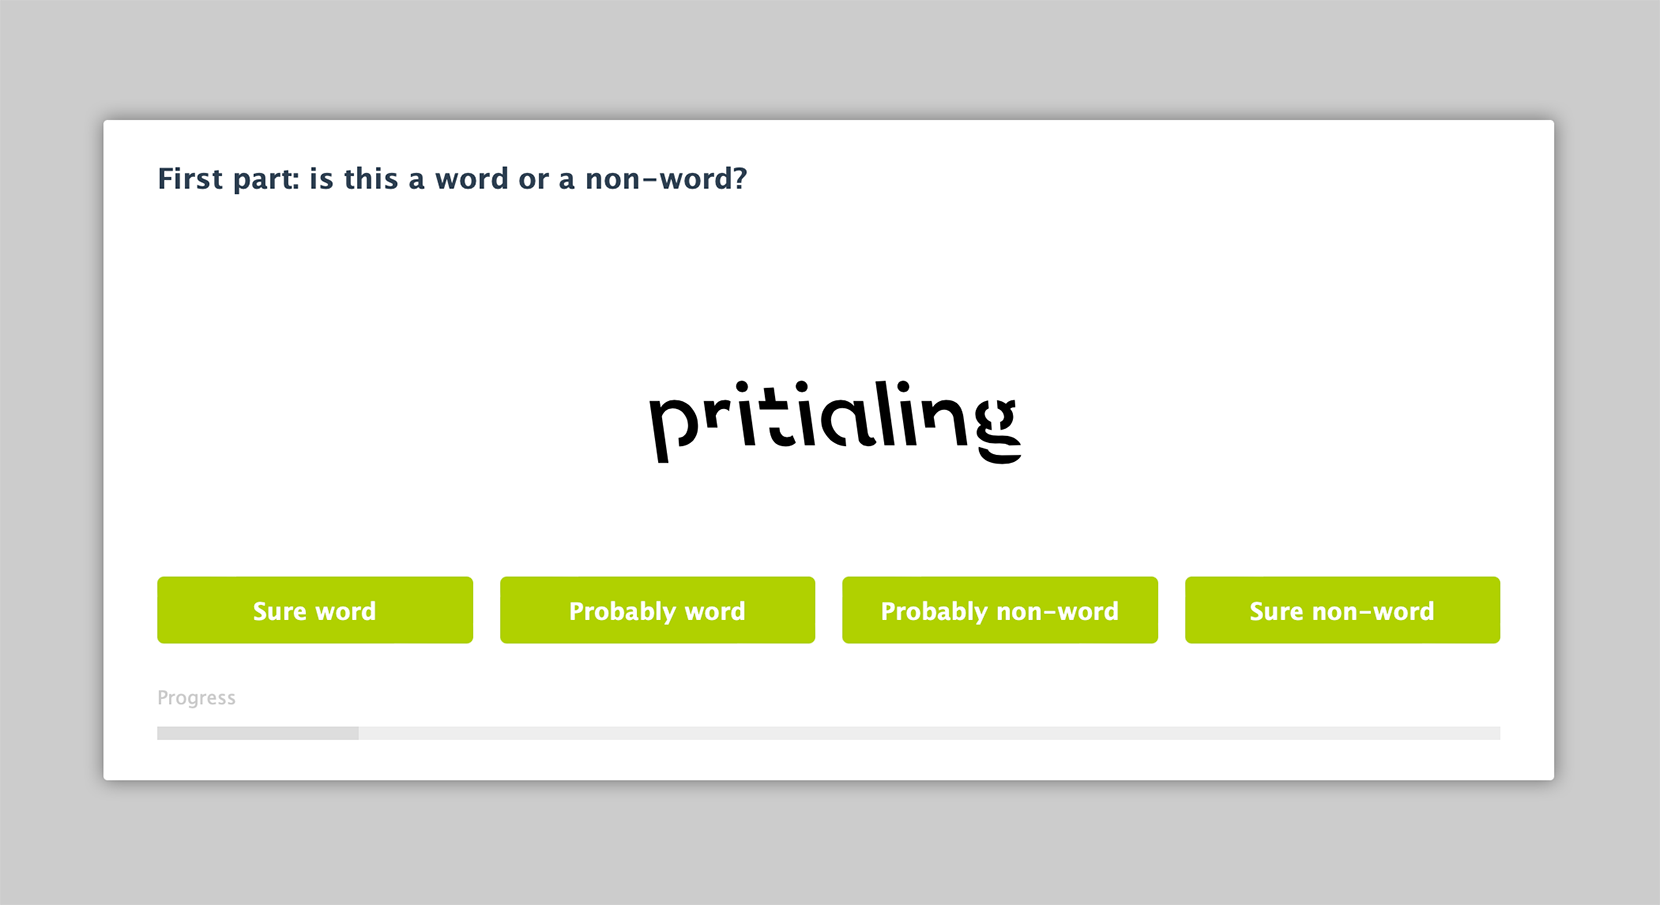 First part: is this a word or a non-word?
pritialing
Sure word
Probably word
Probably non-word
Sure non-word
Progress